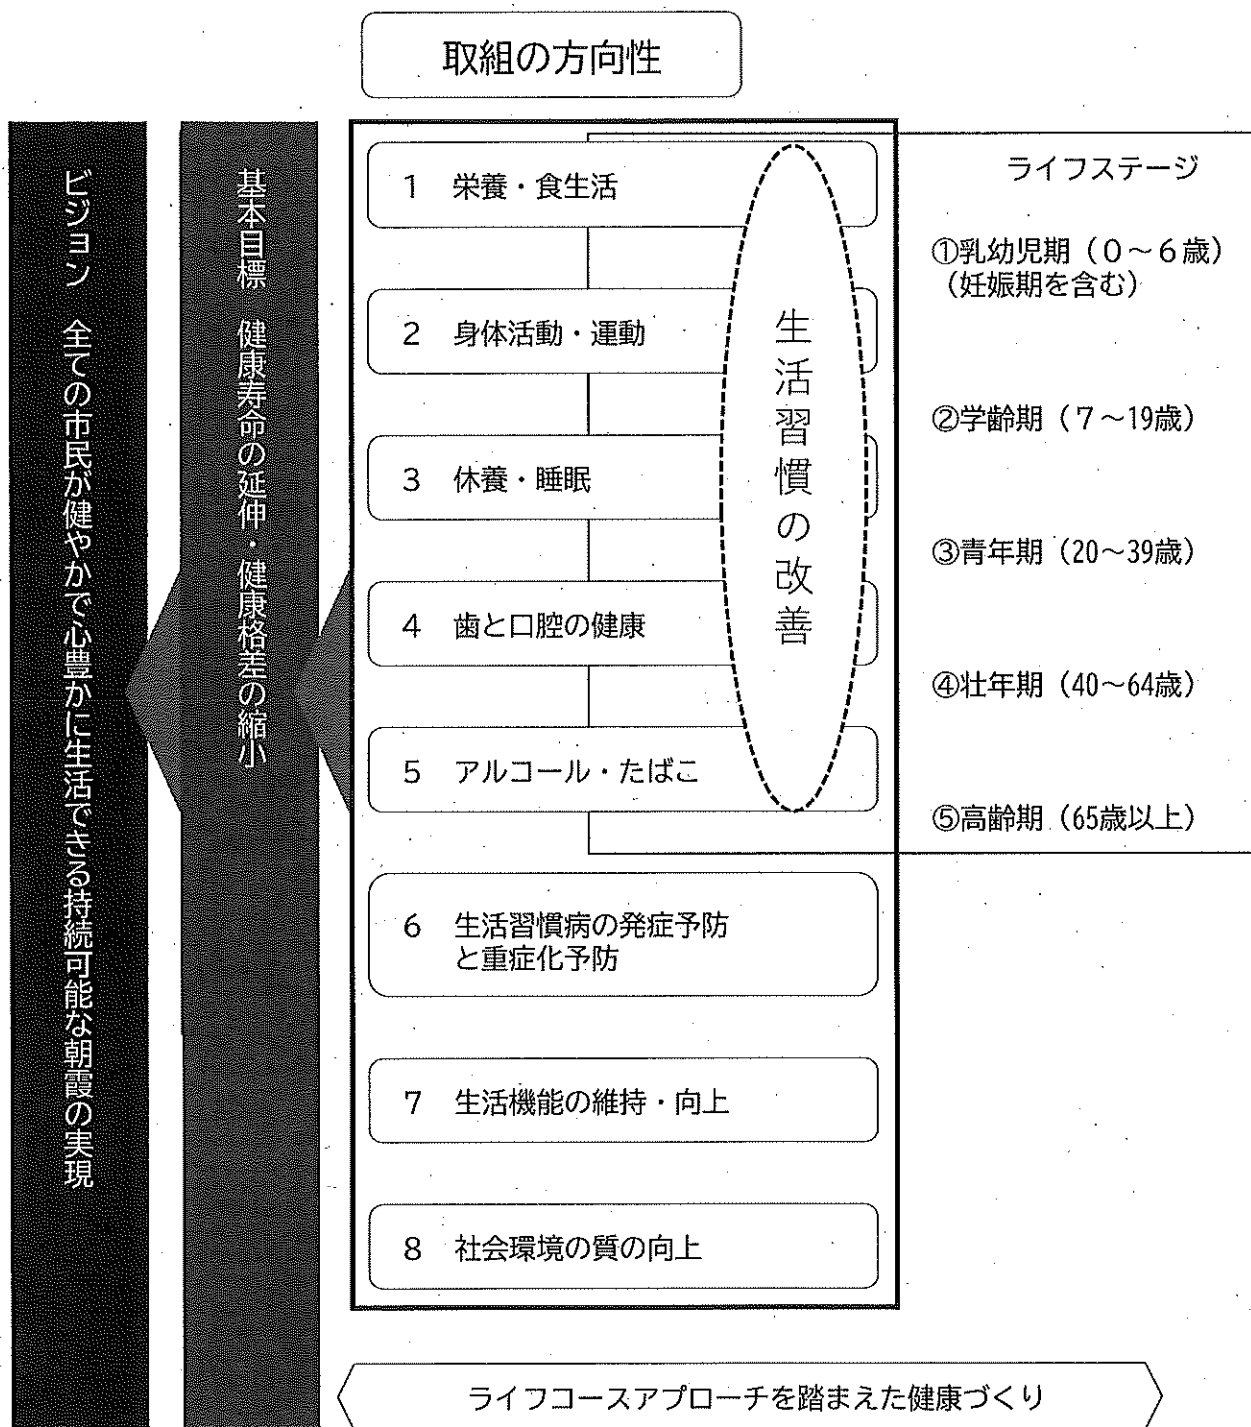 取組の方向性
ビジョン 全ての市民が健やかで心豊かに生活できる持続可能な朝霞の実現
基本目標 健康寿命の延伸・健康格差の縮小
1 栄養・食生活
2 身体活動・運動
3 休養・睡眠
4 歯と口腔の健康
5 アルコール・たばこ
生活習慣の改善
6 生活習慣病の発症予防
と重症化予防
7 生活機能の維持・向上
8 社会環境の質の向上
ライフステージ
①乳幼児期（0～6歳）
（妊娠期を含む）
②学齢期（7～19歳）
③青年期（20～39歳）
④壮年期（40～64歳）
⑤高齢期（65歳以上）
ライフコースアプローチを踏まえた健康づくり